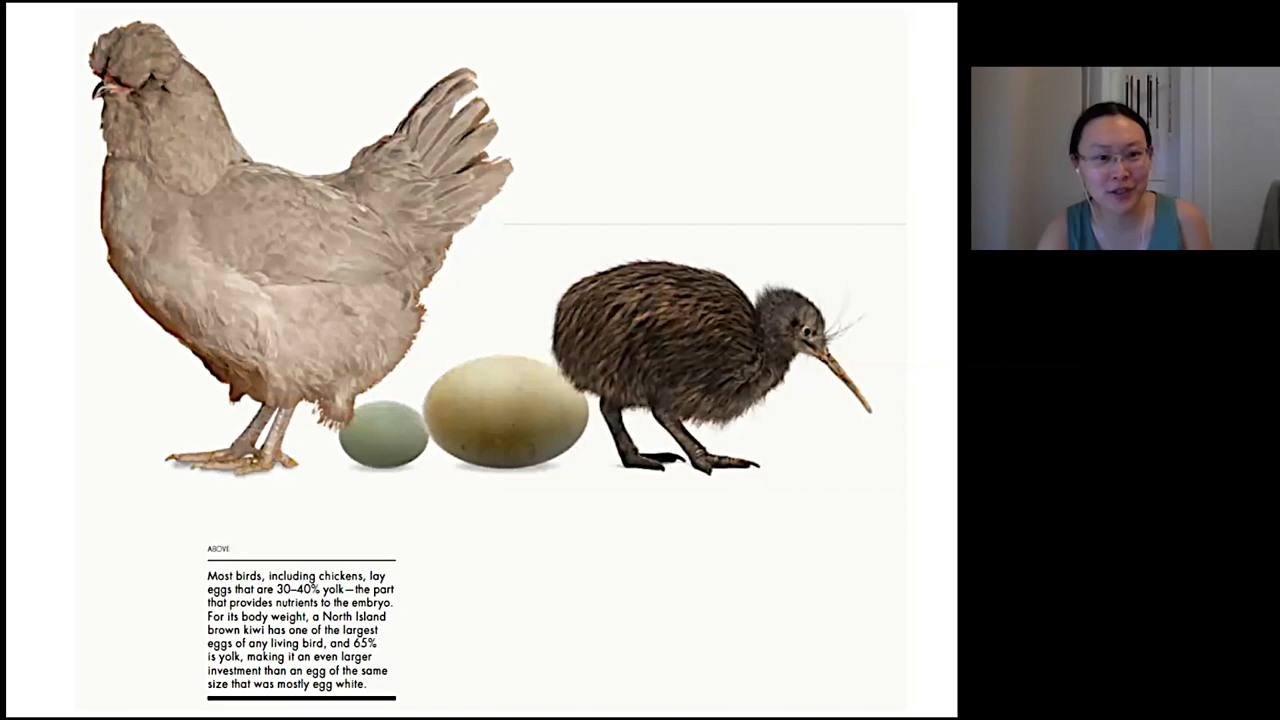 ABOVE
Most birds, including chickens, lay
eggs that are 30–40% yolk—the part
that provides nutrients to the embryo.
For its body weight, a North Island
brown kiwi has one of the largest
eggs of any living bird, and 65%
is yolk, making it an even larger
investment than an egg of the same
size that was mostly egg white.